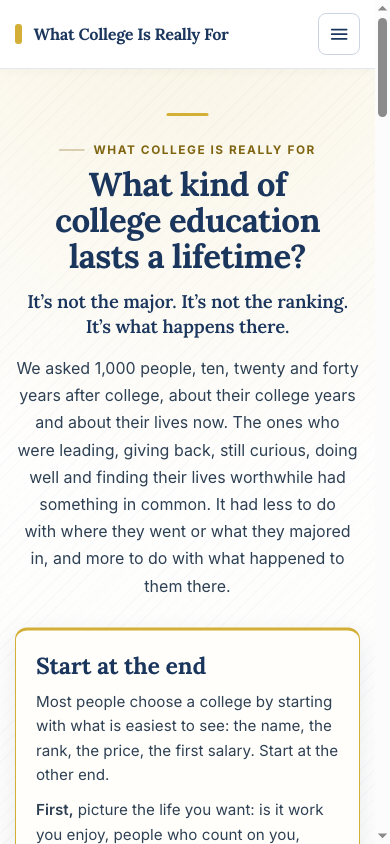 What College Is Really For
WHAT COLLEGE IS REALLY FOR
What kind of
college education
lasts a lifetime?
It’s not the major. It’s not the ranking.
It’s what happens there.
We asked 1,000 people, ten, twenty and forty
years after college, about their college years
and about their lives now. The ones who
were leading, giving back, still curious, doing
well and finding their lives worthwhile had
something in common. It had less to do
with where they went or what they majored
in, and more to do with what happened to
them there.
Start at the end
Most people choose a college by starting
with what is easiest to see: the name, the
rank, the price, the first salary. Start at the
other end.
First, picture the life you want: is it work
you enjoy, people who count on you,